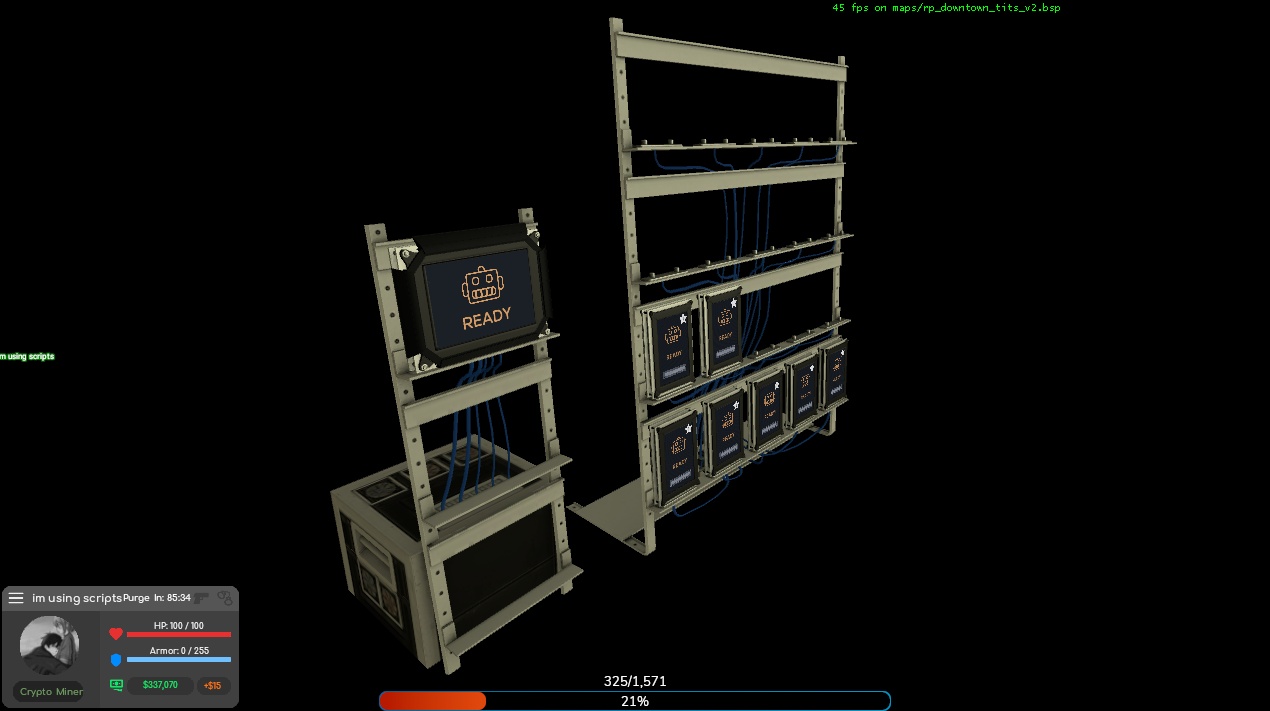 45 fps on maps/rp_downtown_tits_v2.bsp
READY
READY
READY
READY
READY
READY
m using scripts
im using scripts Purge In: 85:34
HP: 100 / 100
Armor: 0 / 255
$337,070 +$15
Crypto Miner
325/1,571
21%